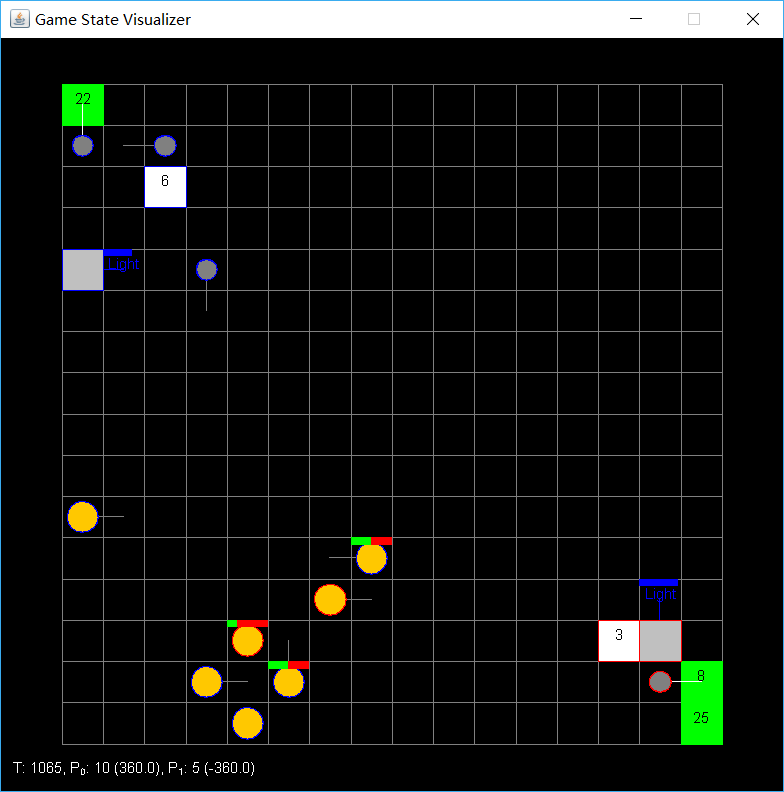 Game State Visualizer
22
6
Light
Light
3
8
25
T: 1065, P₀: 10 (360.0), P₁: 5 (-360.0)